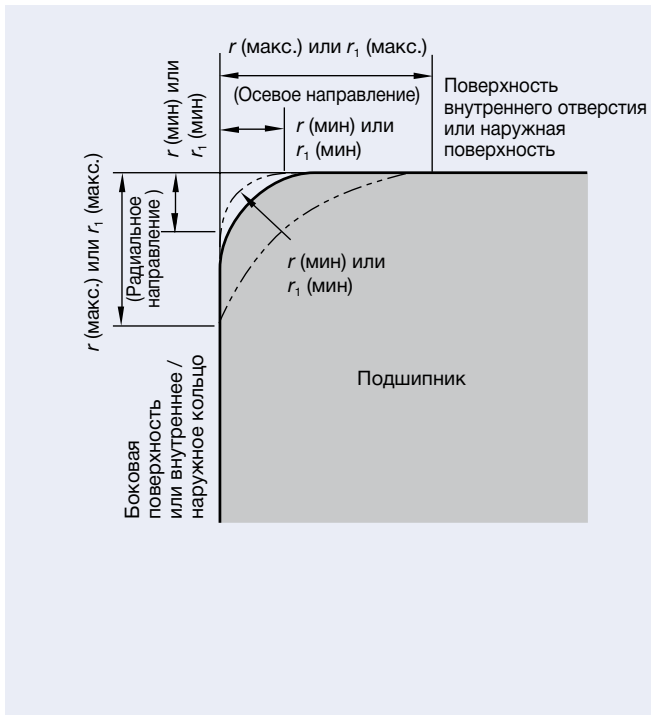 r (макс.) или r₁ (макс.)
(Осевое направление)
r (мин) или
r₁ (мин)
Поверхность
внутреннего отверстия
или наружная
поверхность
r (мин) или
r₁ (мин)
r (макс.) или r₁ (макс.)
(Радиальное
направление )
r (мин) или
r₁ (мин)
Подшипник
Боковая
поверхность
или внутреннее /
наружное кольцо